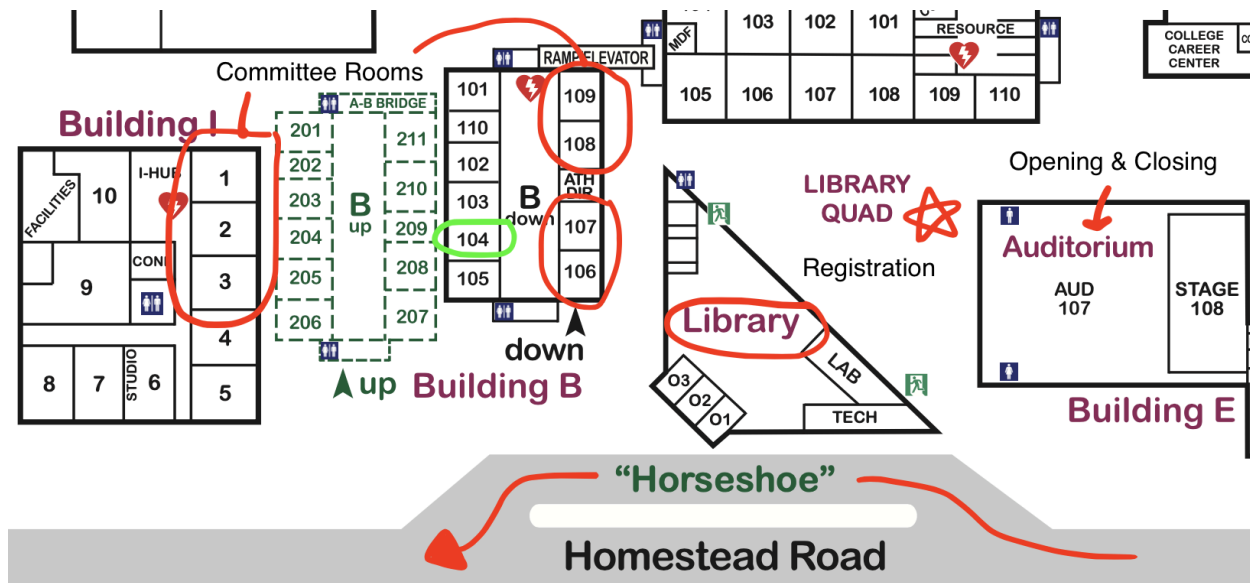 103
102
101
MDF
RESOURCE
105
106
107
108
109
110
COLLEGE
CAREER
CENTER
RAMP
ELEVATOR
Committee Rooms
A-B BRIDGE
Building I
FACILITIES
10
I-HUB
1
2
3
4
5
9
8
7
STUDIO
6
201
202
203
204
205
206
B
up
211
210
209
208
207
up
101
110
102
103
104
105
B
down
109
108
ATH
DIR
107
106
down
Building B
LIBRARY
QUAD
Registration
Library
LAB
O3
O2
O1
TECH
Opening & Closing
Auditorium
AUD
107
STAGE
108
Building E
“Horseshoe”
Homestead Road